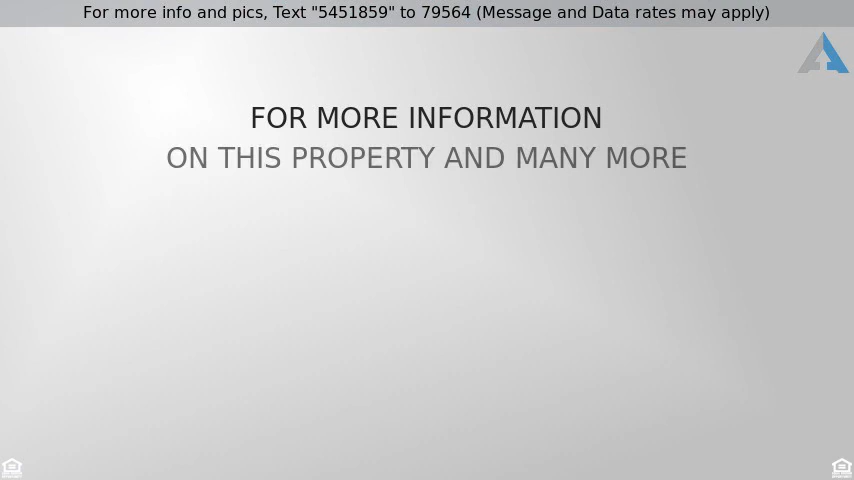 For more info and pics, Text "5451859" to 79564 (Message and Data rates may apply)
FOR MORE INFORMATION
ON THIS PROPERTY AND MANY MORE